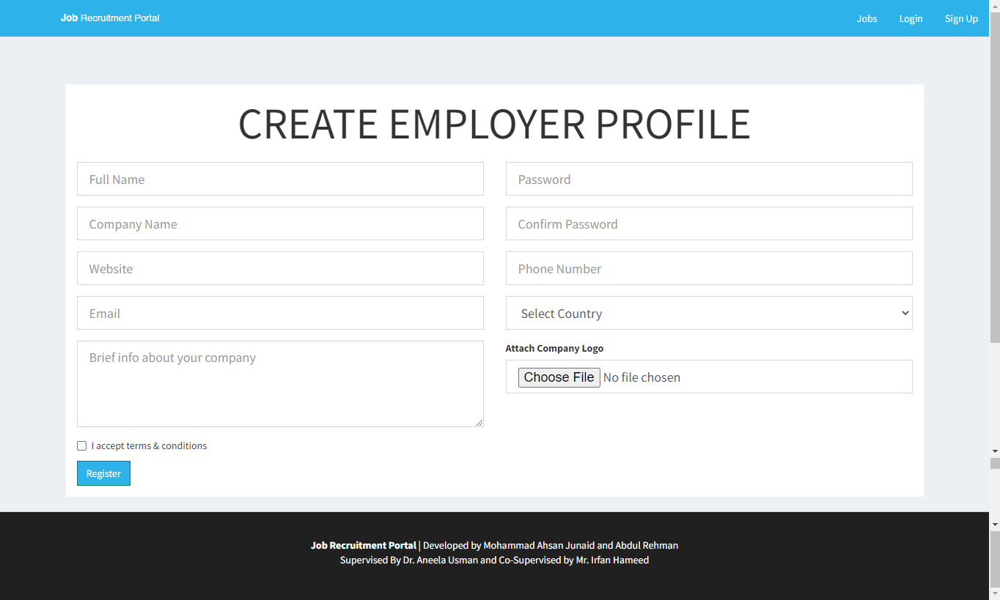 Job Recruitment Portal
Jobs Login Sign Up
CREATE EMPLOYER PROFILE
Full Name
Password
Company Name
Confirm Password
Website
Phone Number
Email
Select Country
Brief info about your company
Attach Company Logo
Choose File No file chosen
I accept terms & conditions
Register
Job Recruitment Portal | Developed by Mohammad Ahsan Junaid and Abdul Rehman
Supervised By Dr. Aneela Usman and Co-Supervised by Mr. Irfan Hameed